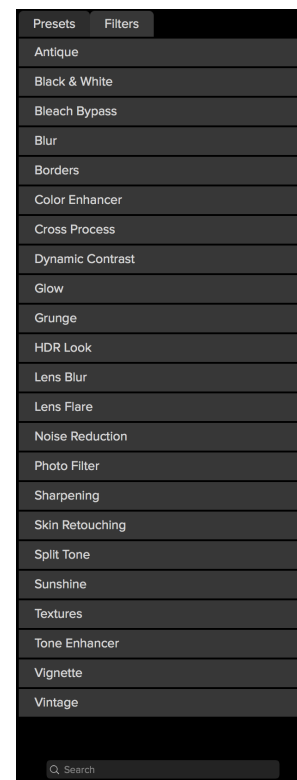 Presets Filters
Antique
Black & White
Bleach Bypass
Blur
Borders
Color Enhancer
Cross Process
Dynamic Contrast
Glow
Grunge
HDR Look
Lens Blur
Lens Flare
Noise Reduction
Photo Filter
Sharpening
Skin Retouching
Split Tone
Sunshine
Textures
Tone Enhancer
Vignette
Vintage
Search